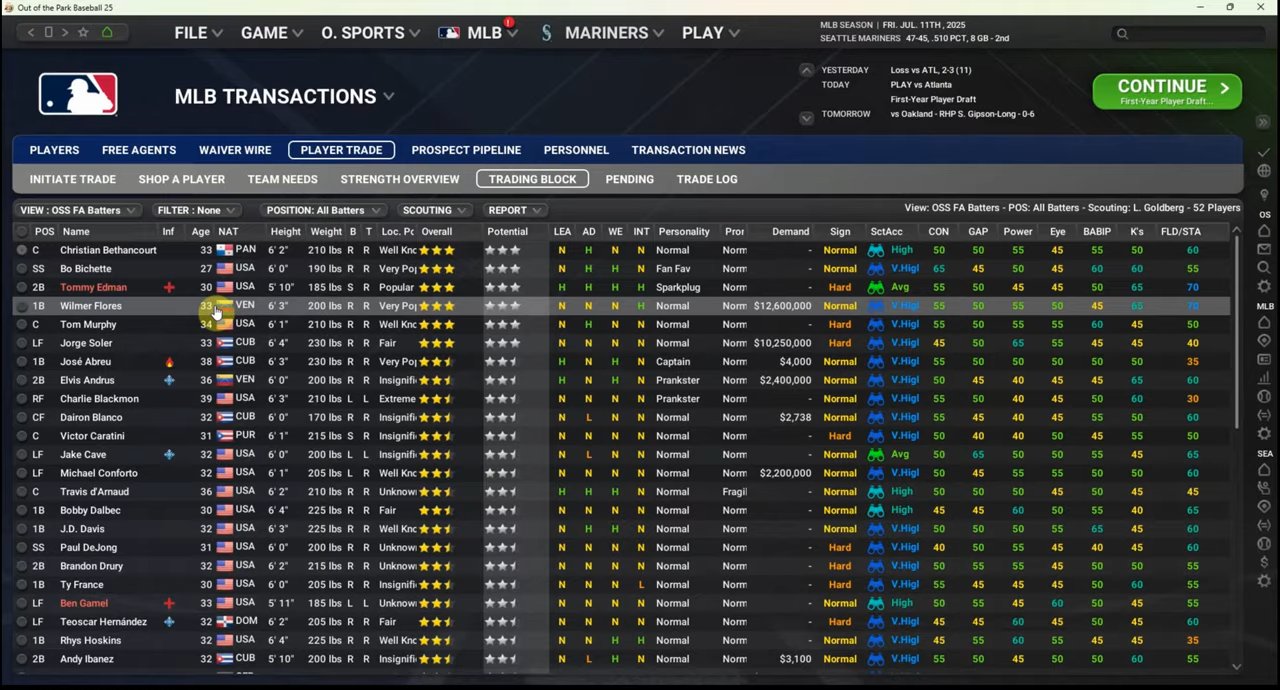 Out of the Park Baseball 25
FILE GAME O. SPORTS MLB MARINERS PLAY
MLB SEASON | FRI. JUL. 11TH , 2025
SEATTLE MARINERS 47-45, .510 PCT, 8 GB - 2nd
MLB TRANSACTIONS
YESTERDAY Loss vs ATL, 2-3 (11)
TODAY PLAY vs Atlanta
First-Year Player Draft
TOMORROW vs Oakland - RHP S. Gipson-Long - 0-6
CONTINUE
First-Year Player Draft...
PLAYERS FREE AGENTS WAIVER WIRE PLAYER TRADE PROSPECT PIPELINE PERSONNEL TRANSACTION NEWS
INITIATE TRADE SHOP A PLAYER TEAM NEEDS STRENGTH OVERVIEW TRADING BLOCK PENDING TRADE LOG
VIEW : OSS FA Batters FILTER : None POSITION: All Batters SCOUTING REPORT View: OSS FA Batters - POS: All Batters - Scouting: L. Goldberg - 52 Players
POS Name Inf Age NAT Height Weight B T Loc. Pc Overall Potential LEA AD WE INT Personality Pror Demand Sign SctAcc CON GAP Power Eye BABIP K's FLD/STA
C Christian Bethancourt 33 PAN 6' 2" 210 lbs R R Well Knc N H N N Normal Norm - Normal High 50 50 55 45 55 50 60
SS Bo Bichette 27 USA 6' 0" 190 lbs R R Very Pop N N N N Fan Fav Norm - Normal V.Higl 65 45 50 45 60 60 55
2B Tommy Edman 30 USA 5' 10" 185 lbs S R Popular N H H H Sparkplug Norm - Hard Avg 55 50 45 50 50 65 70
1B Wilmer Flores 33 VEN 6' 3" 200 lbs R R Very Pop N N N H Normal Norm $12,600,000 Normal V.Higl 55 55 50 55 45 65 70
C Tom Murphy 34 USA 6' 1" 210 lbs R R Well Knc N N N N Normal Norm - Hard V.Higl 50 55 55 55 60 45 50
LF Jorge Soler 33 CUB 6' 4" 230 lbs R R Fair N N N N Normal Norm $10,250,000 Hard V.Higl 45 50 65 55 50 45 40
1B José Abreu 38 CUB 6' 3" 230 lbs R R Very Pop H N H N Captain Norm $4,000 Normal V.Higl 50 50 50 50 50 50 35
2B Elvis Andrus 36 VEN 6' 0" 200 lbs R R Insignifi H N N H Prankster Norm $2,400,000 Normal V.Higl 50 45 40 45 45 65 60
RF Charlie Blackmon 39 USA 6' 3" 210 lbs L L Extreme N N N N Prankster Norm - Normal V.Higl 55 50 45 50 50 60 30
CF Dairon Blanco 32 CUB 6' 0" 170 lbs R R Insignifi N L N N Normal Norm $2,738 Normal V.Higl 55 45 40 45 55 50 60
C Victor Caratini 31 PUR 6' 1" 215 lbs S R Insignifi N N N N Normal Norm - Hard V.Higl 50 40 40 50 45 55 50
LF Jake Cave 32 USA 6' 0" 200 lbs L L Insignifi N L N N Normal Norm - Hard Avg 50 65 50 50 55 45 65
LF Michael Conforto 32 USA 6' 1" 205 lbs L R Well Knc N N N N Normal Norm $2,200,000 Normal V.Higl 50 45 55 55 50 50 60
C Travis d'Arnaud 36 USA 6' 2" 210 lbs R R Unknown H H H N Normal Fragil - Normal High 50 50 55 45 50 45 45
1B Bobby Dalbec 30 USA 6' 4" 225 lbs R R Fair N N N N Normal Norm - Normal High 45 45 60 50 55 40 65
1B J.D. Davis 32 USA 6' 3" 225 lbs R R Well Knc N H H N Normal Norm - Normal V.Higl 50 50 50 50 65 45 60
SS Paul DeJong 31 USA 6' 0" 200 lbs R R Unknown N N N N Normal Norm - Hard V.Higl 40 50 55 45 40 45 60
2B Brandon Drury 32 USA 6' 2" 215 lbs R R Unknown N N N N Normal Norm - Hard V.Higl 50 50 55 45 50 50 55
1B Ty France 30 USA 6' 0" 205 lbs R R Insignifi N N N L Normal Norm - Hard V.Higl 50 50 45 45 50 60 55
LF Ben Gamel 33 USA 5' 11" 185 lbs L L Unknown N N N N Normal Norm - Normal High 50 55 45 60 55 50 55
LF Teoscar Hernández 32 DOM 6' 2" 205 lbs R R Fair N N N N Normal Norm - Normal V.Higl 45 45 60 45 55 45 60
1B Rhys Hoskins 32 USA 6' 4" 225 lbs R R Well Knc N N H H Normal Norm - Normal V.Higl 45 55 55 55 45 45 35
2B Andy Ibanez 32 CUB 5' 10" 205 lbs R R Insignifi N L H N Normal Norm $3,100 Normal V.Higl 55 50 45 50 50 60 55
OS
MLB
SEA